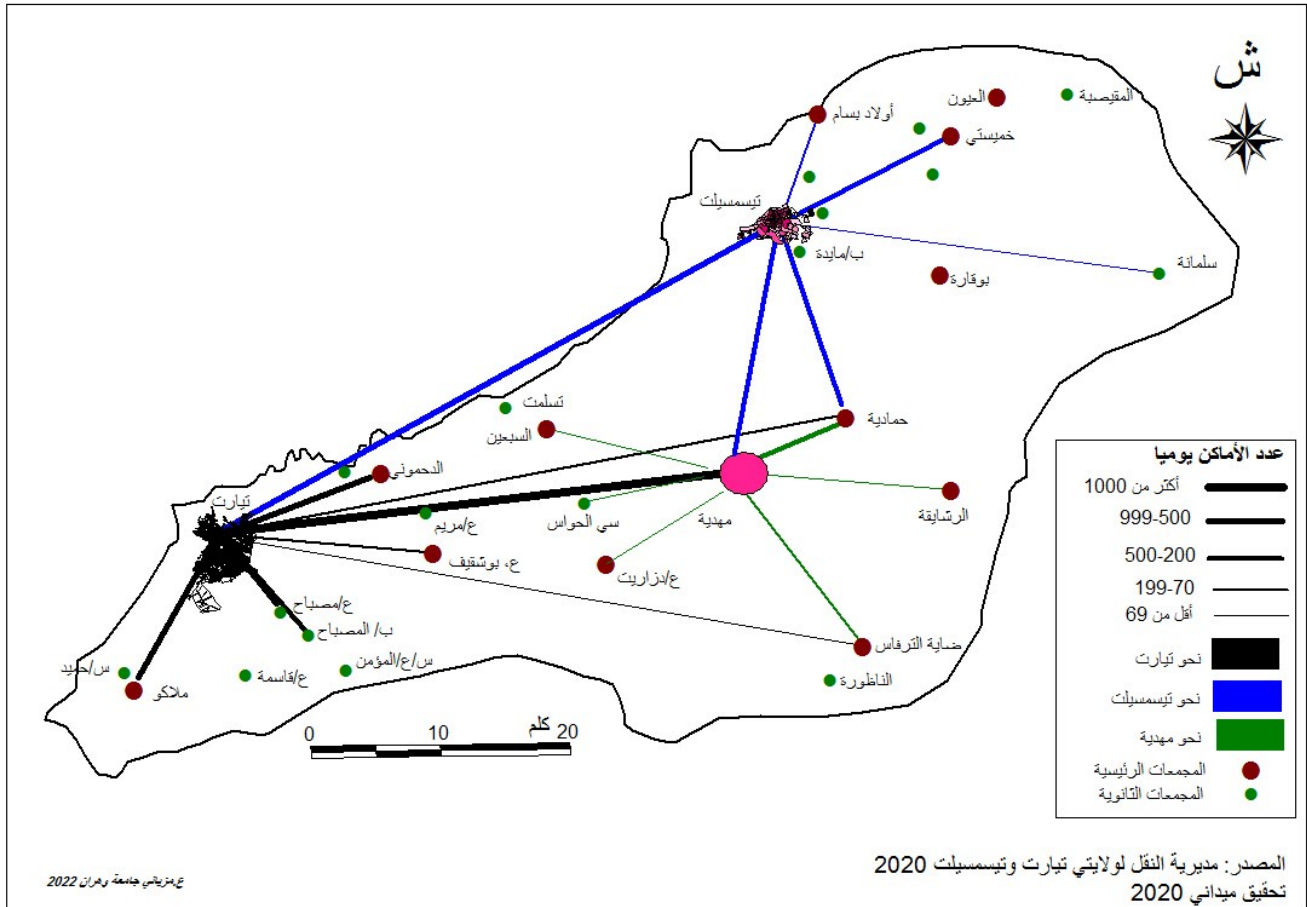 ش
العيون
المقيصبة
أولاد بسام
خميستي
تيسمسيلت
ب/مايدة
سلمانة
بوقارة
تسلمت
السبعين
حمادية
الدحموني
تيارت
ع/مريم
سي الحواس
مهدية
الرشايقة
ع، بوشقيف
ع/دزاريت
ع/مصباح
ب/ المصباح
ضاية الترفاس
س/حميد
ملاكو
ع/قاسمة
س/ع/المؤمن
الناظورة
0 10 20 كلم
عدد الأماكن يوميا
أكثر من 1000
999-500
500-200
199-70
أقل من 69
نحو تيارت
نحو تيسمسيلت
نحو مهدية
المجمعات الرئيسية
المجمعات الثانوية
المصدر: مديرية النقل لولايتي تيارت وتيسمسيلت 2020
تحقيق ميداني 2020
ع.مزياني جامعة وهران 2022